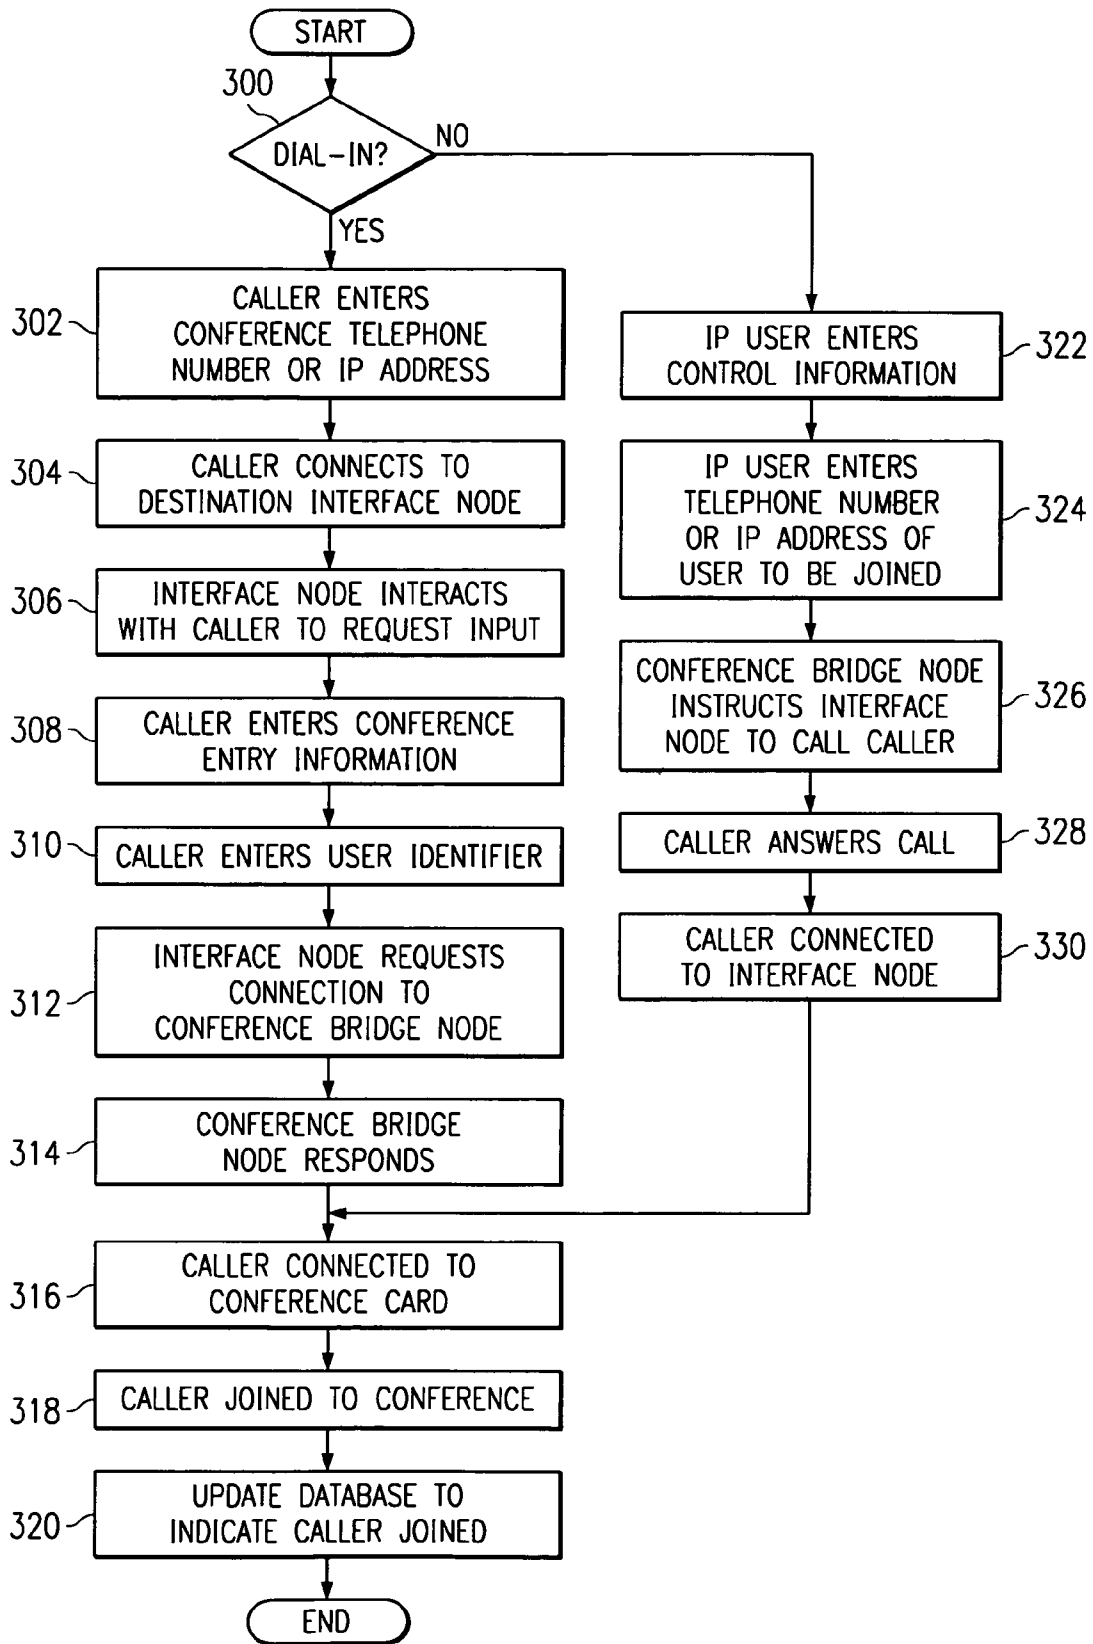 START
300
DIAL-IN?
NO
YES
302
CALLER ENTERS
CONFERENCE TELEPHONE
NUMBER OR IP ADDRESS
304
CALLER CONNECTS TO
DESTINATION INTERFACE NODE
306
INTERFACE NODE INTERACTS
WITH CALLER TO REQUEST INPUT
308
CALLER ENTERS CONFERENCE
ENTRY INFORMATION
310
CALLER ENTERS USER IDENTIFIER
312
INTERFACE NODE REQUESTS
CONNECTION TO
CONFERENCE BRIDGE NODE
314
CONFERENCE BRIDGE
NODE RESPONDS
322
IP USER ENTERS
CONTROL INFORMATION
324
IP USER ENTERS
TELEPHONE NUMBER
OR IP ADDRESS OF
USER TO BE JOINED
326
CONFERENCE BRIDGE NODE
INSTRUCTS INTERFACE
NODE TO CALL CALLER
328
CALLER ANSWERS CALL
330
CALLER CONNECTED
TO INTERFACE NODE
316
CALLER CONNECTED TO
CONFERENCE CARD
318
CALLER JOINED TO CONFERENCE
320
UPDATE DATABASE TO
INDICATE CALLER JOINED
END